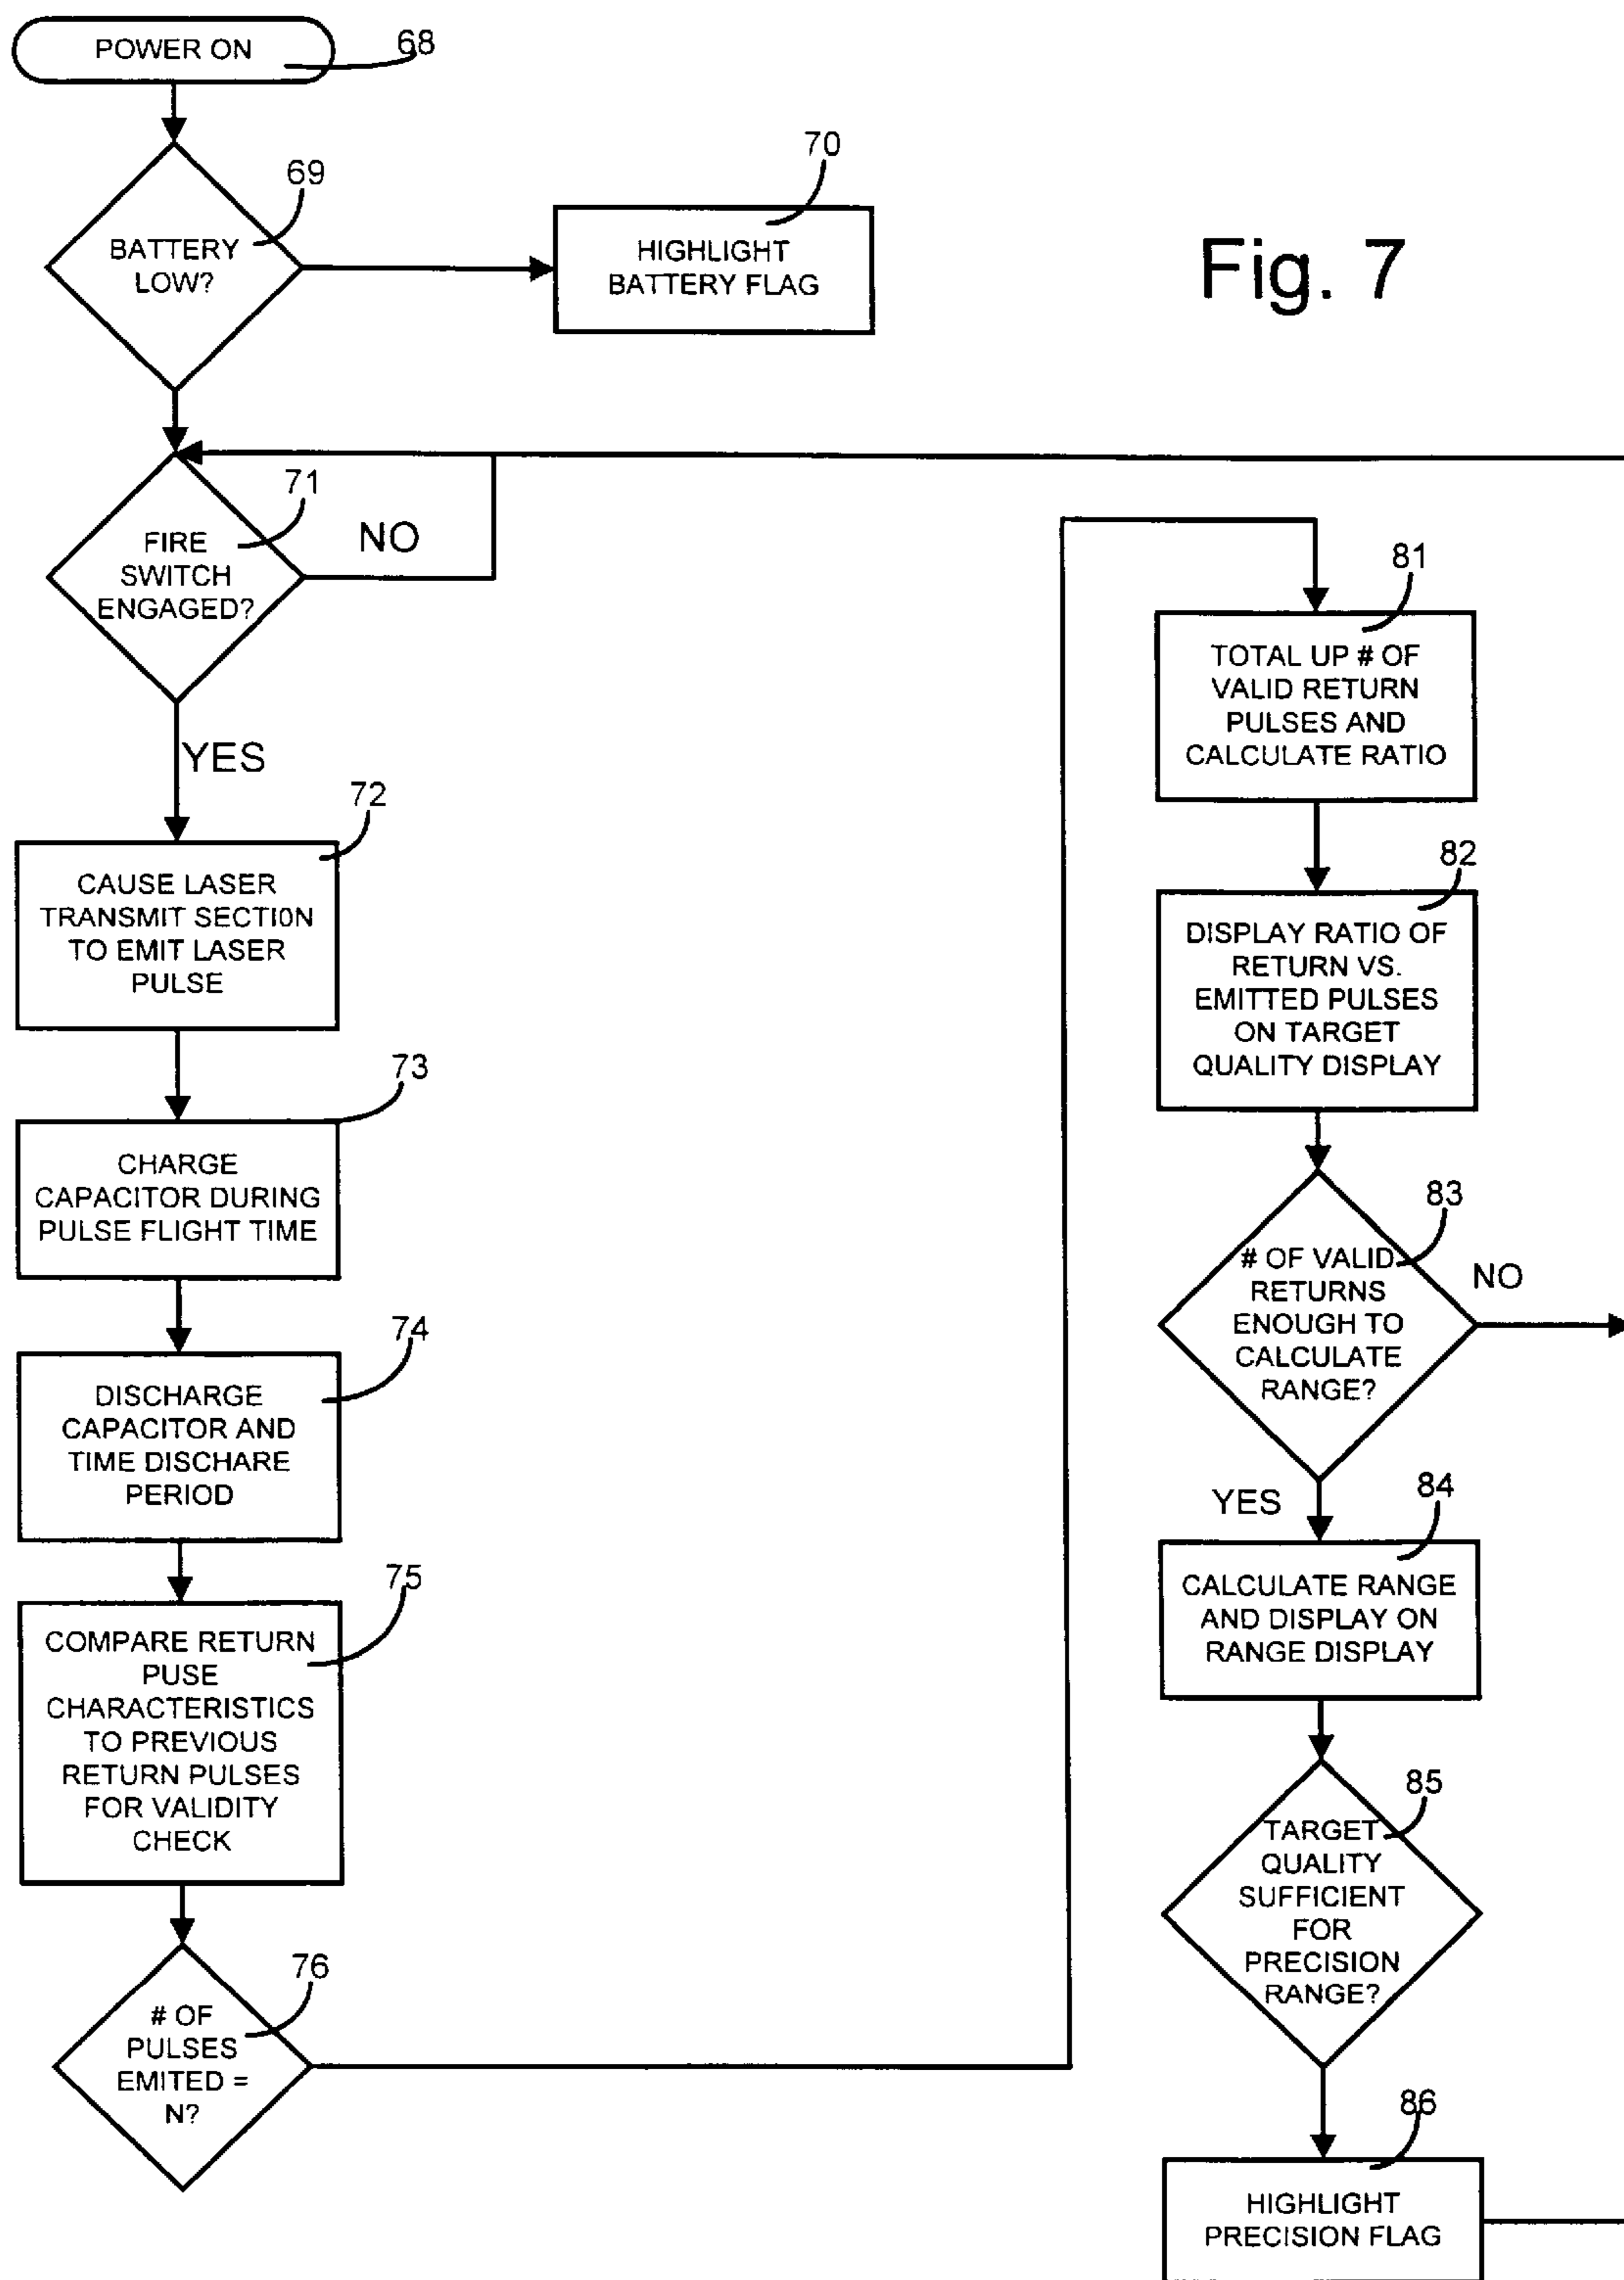 POWER ON
68
69
BATTERY
LOW?
70
HIGHLIGHT
BATTERY FLAG
Fig. 7
71
FIRE
SWITCH
ENGAGED?
NO
YES
72
CAUSE LASER
TRANSMIT SECTION
TO EMIT LASER
PULSE
73
CHARGE
CAPACITOR DURING
PULSE FLIGHT TIME
74
DISCHARGE
CAPACITOR AND
TIME DISCHARE
PERIOD
75
COMPARE RETURN
PUSE
CHARACTERISTICS
TO PREVIOUS
RETURN PULSES
FOR VALIDITY
CHECK
76
# OF
PULSES
EMITED =
N?
81
TOTAL UP # OF
VALID RETURN
PULSES AND
CALCULATE RATIO
82
DISPLAY RATIO OF
RETURN VS.
EMITTED PULSES
ON TARGET
QUALITY DISPLAY
83
# OF VALID
RETURNS
ENOUGH TO
CALCULATE
RANGE?
NO
YES
84
CALCULATE RANGE
AND DISPLAY ON
RANGE DISPLAY
85
TARGET
QUALITY
SUFFICIENT
FOR
PRECISION
RANGE?
86
HIGHLIGHT
PRECISION FLAG